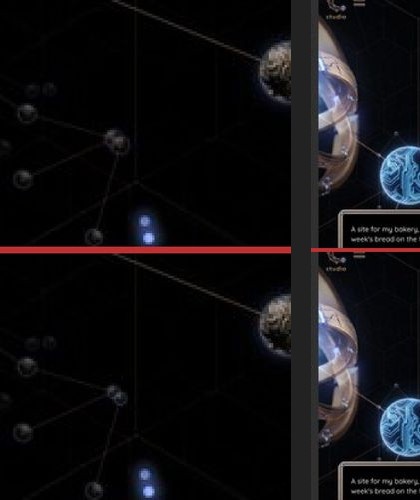 studio
A site for my bakery,
week's bread on the
studio
A site for my bakery,
week's bread on the